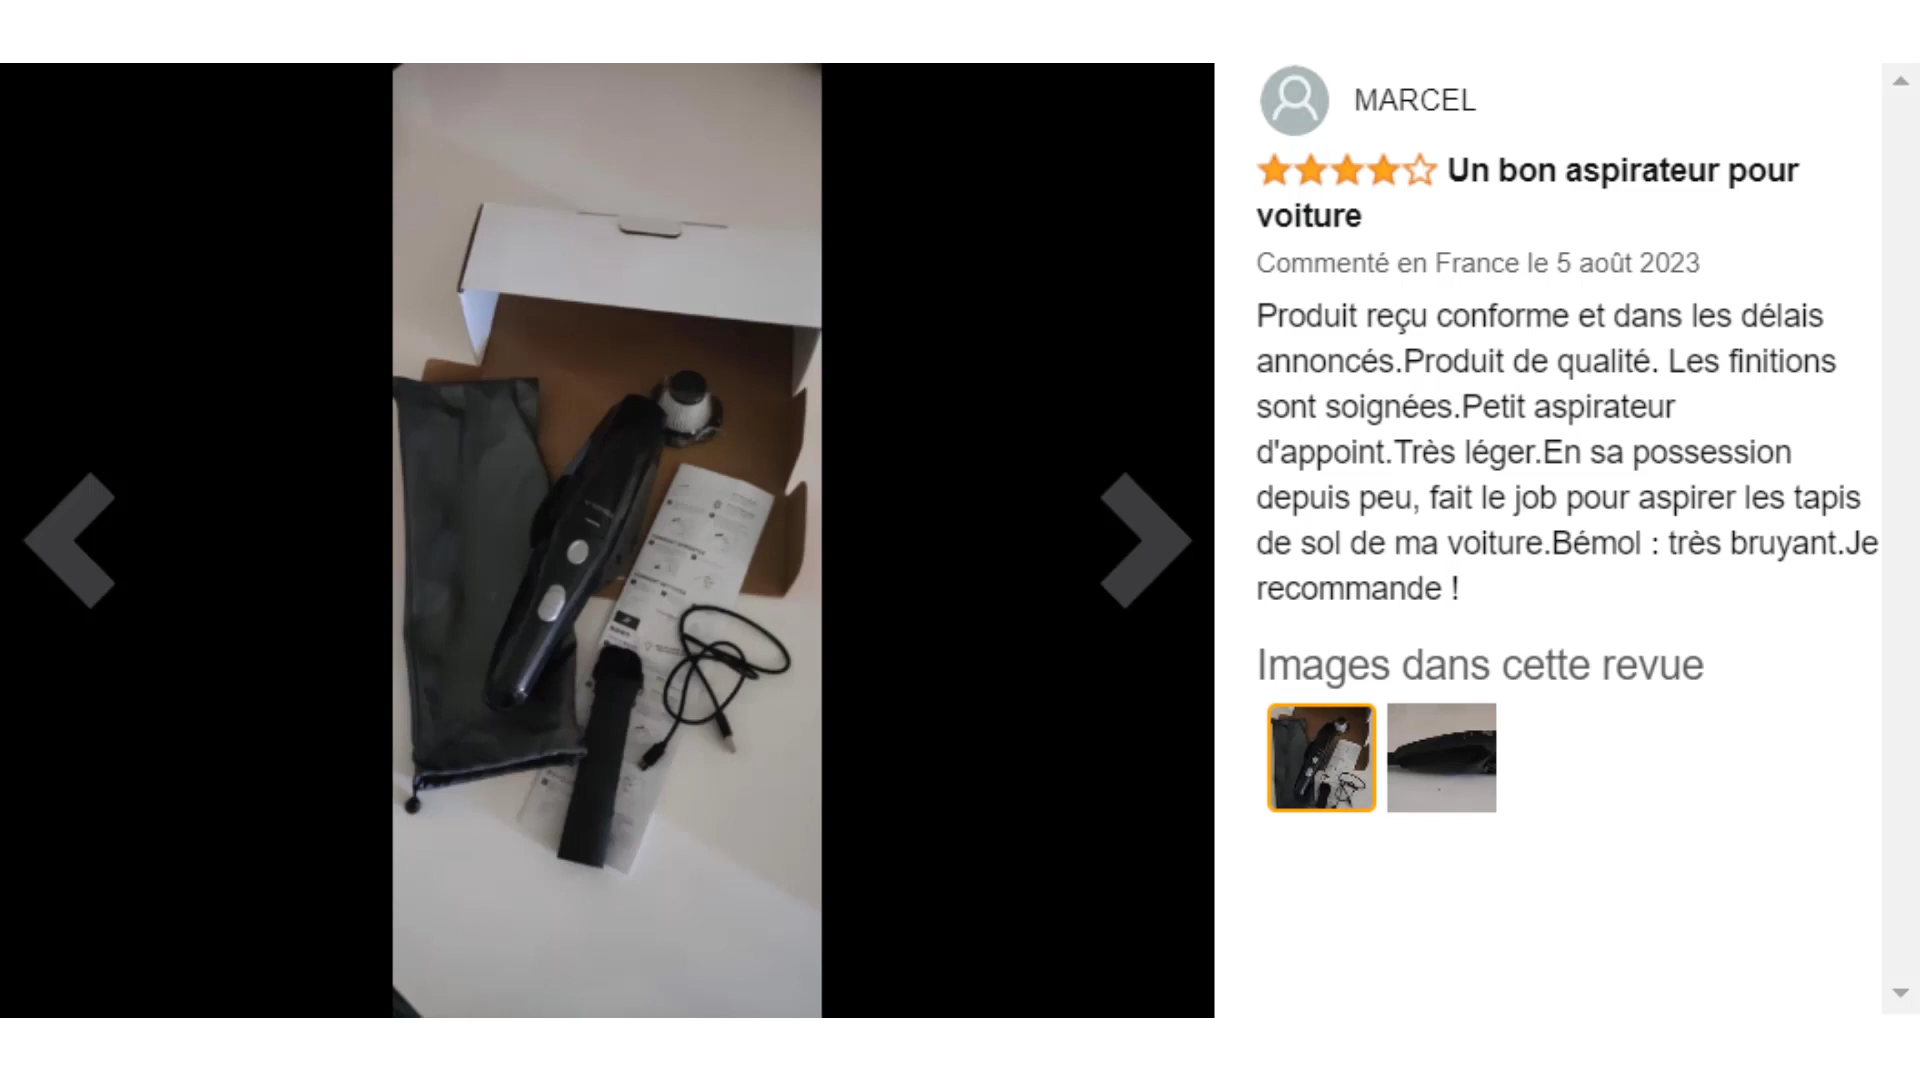 MARCEL
Un bon aspirateur pour
voiture
Commenté en France le 5 août 2023
Produit reçu conforme et dans les délais
annoncés.Produit de qualité. Les finitions
sont soignées.Petit aspirateur
d'appoint.Très léger.En sa possession
depuis peu, fait le job pour aspirer les tapis
de sol de ma voiture.Bémol : très bruyant.Je
recommande !
Images dans cette revue